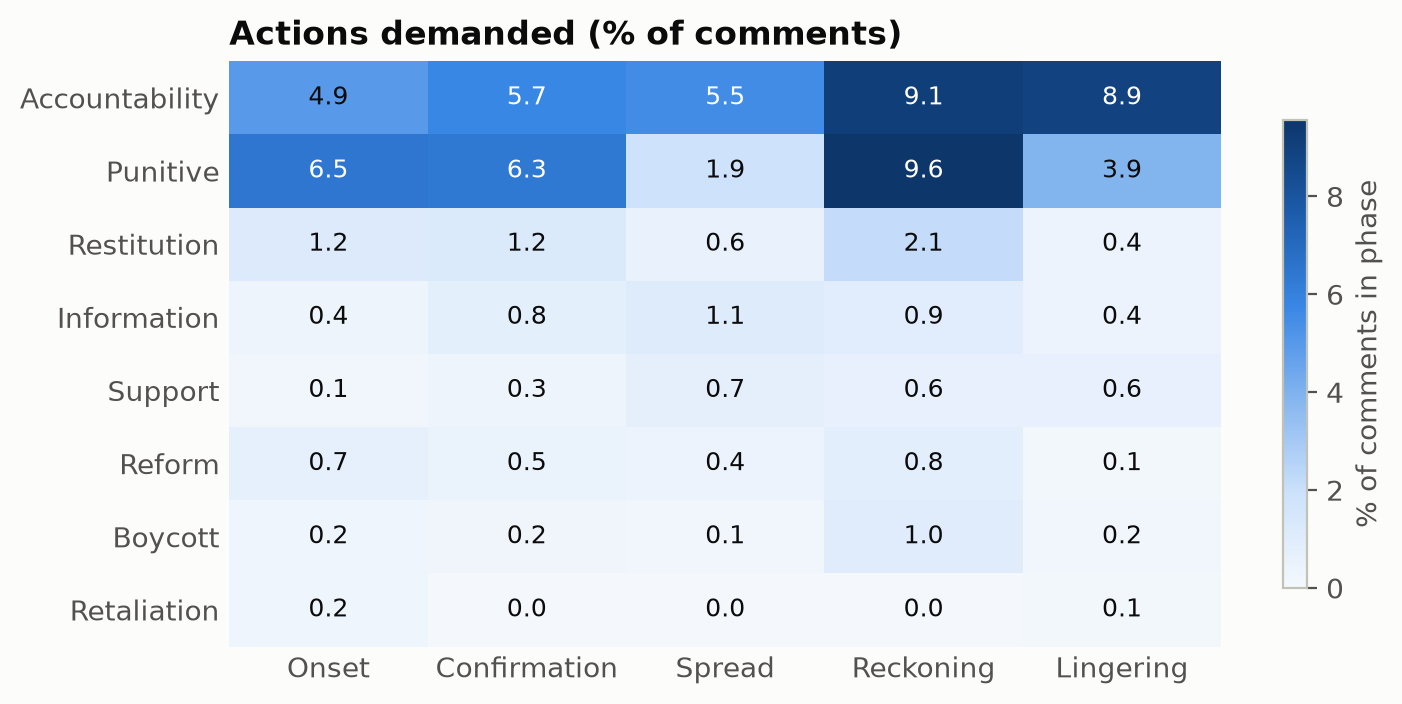 Actions demanded (% of comments)
Accountability 4.9 5.7 5.5 9.1 8.9
Punitive 6.5 6.3 1.9 9.6 3.9
Restitution 1.2 1.2 0.6 2.1 0.4
Information 0.4 0.8 1.1 0.9 0.4
Support 0.1 0.3 0.7 0.6 0.6
Reform 0.7 0.5 0.4 0.8 0.1
Boycott 0.2 0.2 0.1 1.0 0.2
Retaliation 0.2 0.0 0.0 0.0 0.1
Onset Confirmation Spread Reckoning Lingering
8
6
4
2
0
% of comments in phase